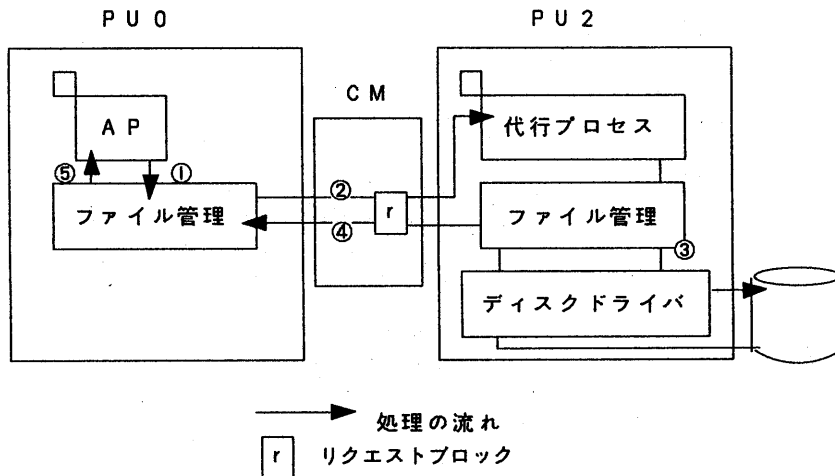 PU0
PU2
CM
AP
代行プロセス
⑤
①
②
ファイル管理
r
ファイル管理
④
③
ディスクドライバ
処理の流れ
r
リクエストブロック